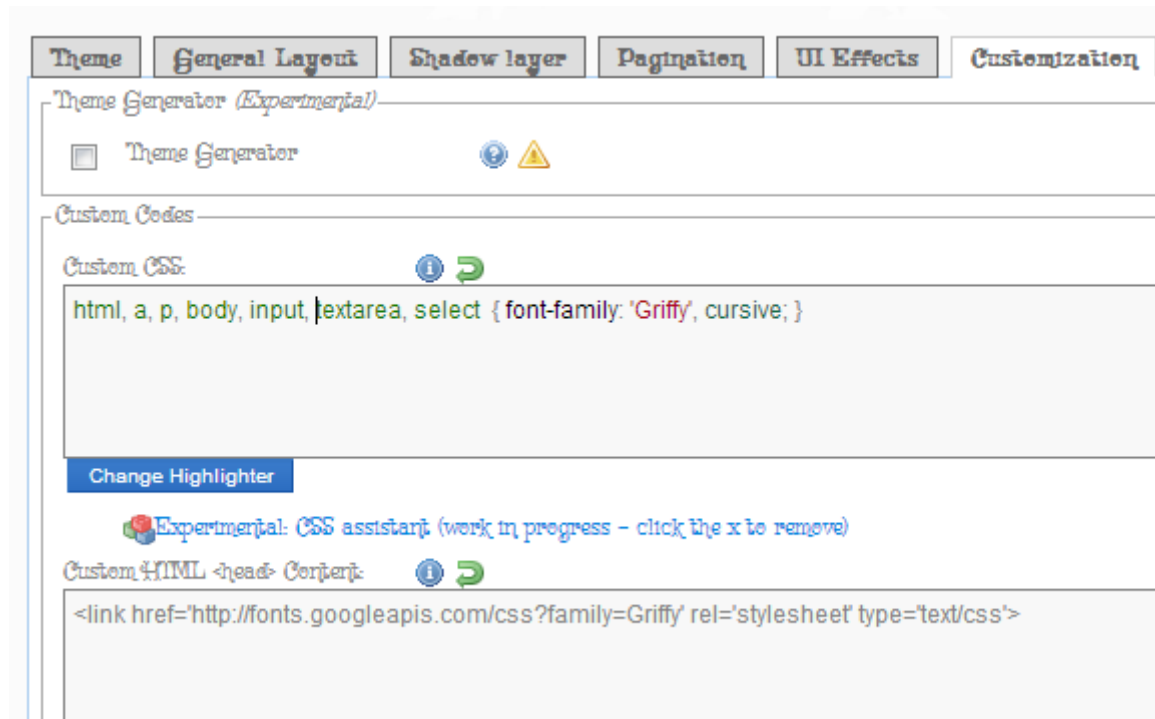 Theme General Layout Shadow layer Pagination UI Effects Customization
Theme Generator (Experimental)
Theme Generator
Custom Codes
Custom CSS:
html, a, p, body, input, textarea, select { font-family: 'Griffy', cursive; }
Change Highlighter
Experimental: CSS assistant (work in progress - click the x to remove)
Custom HTML <head> Content:
<link href='http://fonts.googleapis.com/css?family=Griffy' rel='stylesheet' type='text/css'>